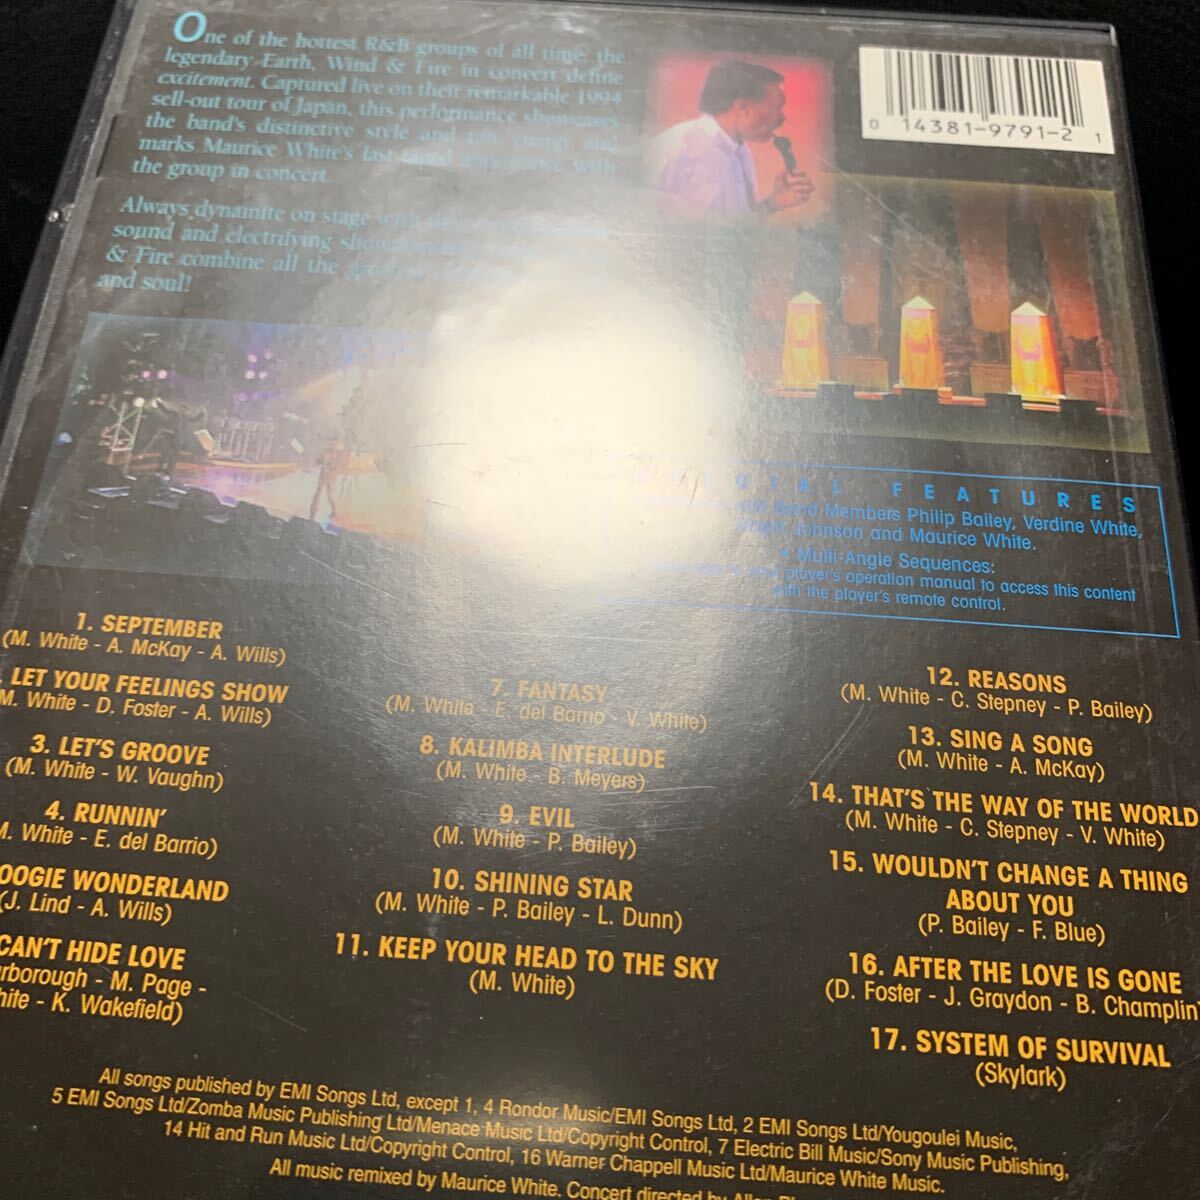 One of the hottest R&B groups of all time, the
legendary Earth, Wind & Fire in concert define
excitement. Captured live on their remarkable 1994
sell-out tour of Japan, this performance showcases
the band's distinctive style and raw energy, and
marks Maurice White's last taped appearance with
the group in concert.
Always dynamite on stage with
sound and electrifying
& Fire combine all the
and soul!
0 14381-9791-2 1
FEATURES
Band Members Philip Bailey, Verdine White,
Johnson and Maurice White.
• Multi-Angle Sequences:
your player's operation manual to access this content
with the player's remote control.
1. SEPTEMBER
(M. White - A. McKay - A. Wills)
LET YOUR FEELINGS SHOW
M. White - D. Foster - A. Wills)
3. LET'S GROOVE
(M. White - W. Vaughn)
4. RUNNIN'
M. White - E. del Barrio)
OOGIE WONDERLAND
(J. Lind - A. Wills)
CAN'T HIDE LOVE
rborough - M. Page -
hite - K. Wakefield)
7. FANTASY
(M. White - E. del Barrio - V. White)
8. KALIMBA INTERLUDE
(M. White - B. Meyers)
9. EVIL
(M. White - P. Bailey)
10. SHINING STAR
(M. White - P. Bailey - L. Dunn)
11. KEEP YOUR HEAD TO THE SKY
(M. White)
12. REASONS
(M. White - C. Stepney - P. Bailey)
13. SING A SONG
(M. White - A. McKay)
14. THAT'S THE WAY OF THE WORLD
(M. White - C. Stepney - V. White)
15. WOULDN'T CHANGE A THING
ABOUT YOU
(P. Bailey - F. Blue)
16. AFTER THE LOVE IS GONE
(D. Foster - J. Graydon - B. Champlin)
17. SYSTEM OF SURVIVAL
(Skylark)
All songs published by EMI Songs Ltd, except 1, 4 Rondor Music/EMI Songs Ltd, 2 EMI Songs Ltd/Yougoulei Music,
5 EMI Songs Ltd/Zomba Music Publishing Ltd/Menace Music Ltd/Copyright Control, 7 Electric Bill Music/Sony Music Publishing,
14 Hit and Run Music Ltd/Copyright Control, 16 Warner Chappell Music Ltd/Maurice White Music.
All music remixed by Maurice White. Concert directed by